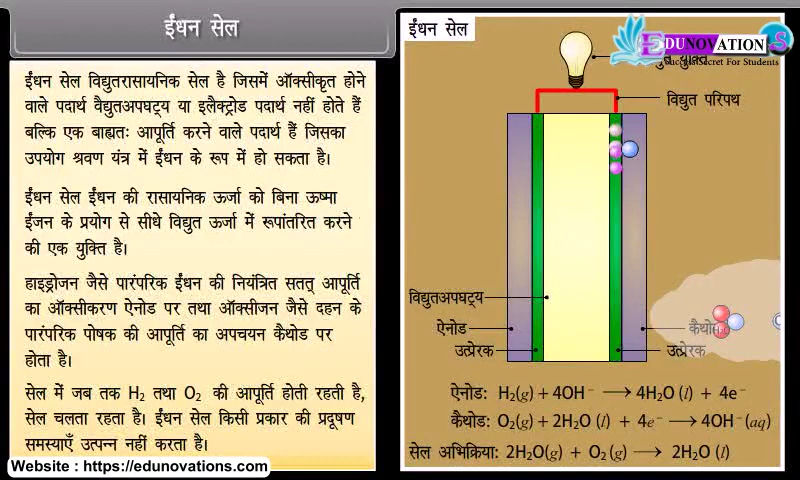 ईंधन सेल
ईंधन सेल विद्युतरासायनिक सेल है जिसमें ऑक्सीकृत होने
वाले पदार्थ वैद्युतअपघट्य या इलैक्ट्रोड पदार्थ नहीं होते हैं
बल्कि एक बाह्यतः आपूर्ति करने वाले पदार्थ हैं जिसका
उपयोग श्रवण यंत्र में ईंधन के रूप में हो सकता है।
ईंधन सेल ईंधन की रासायनिक ऊर्जा को बिना ऊष्मा
ईंजन के प्रयोग से सीधे विद्युत ऊर्जा में रूपांतरित करने
की एक युक्ति है।
हाइड्रोजन जैसे पारंपरिक ईंधन की नियंत्रित सतत् आपूर्ति
का ऑक्सीकरण ऐनोड पर तथा ऑक्सीजन जैसे दहन के
पारंपरिक पोषक की आपूर्ति का अपचयन कैथोड पर
होता है।
सेल में जब तक H₂ तथा O₂ की आपूर्ति होती रहती है,
सेल चलता रहता है। ईंधन सेल किसी प्रकार की प्रदूषण
समस्याएँ उत्पन्न नहीं करता है।
Website : https://edunovations.com
ईंधन सेल
EDUNOVATIONS
Success Secret For Students
युक्ति
विद्युत परिपथ
विद्युतअपघट्य
ऐनोड
कैथोड
उत्प्रेरक
उत्प्रेरक
ऐनोड: H₂(g) + 4OH⁻ ⟶ 4H₂O (l) + 4e⁻
कैथोड: O₂(g) + 2H₂O (l) + 4e⁻ ⟶ 4OH⁻(aq)
सेल अभिक्रिया: 2H₂O(g) + O₂(g) ⟶ 2H₂O (l)